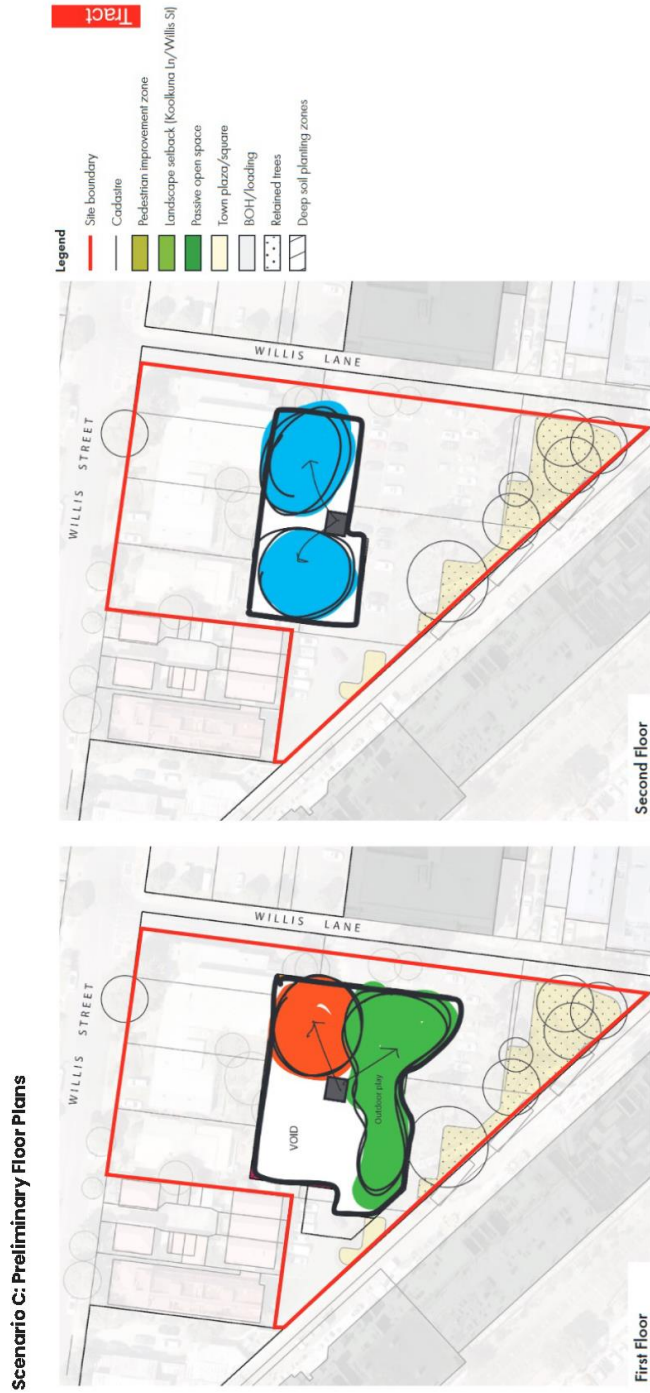 Scenario C: Preliminary Floor Plans
WILLIS STREET
WILLIS LANE
VOID
Outdoor play
First Floor
WILLIS STREET
WILLIS LANE
Second Floor
Legend
Site boundary
Cadastre
Pedestrian improvement zone
Landscape setback (Koolkuna Ln/Willis St)
Passive open space
Town plaza/square
BOH/loading
Retained trees
Deep soil planting zones
Tract